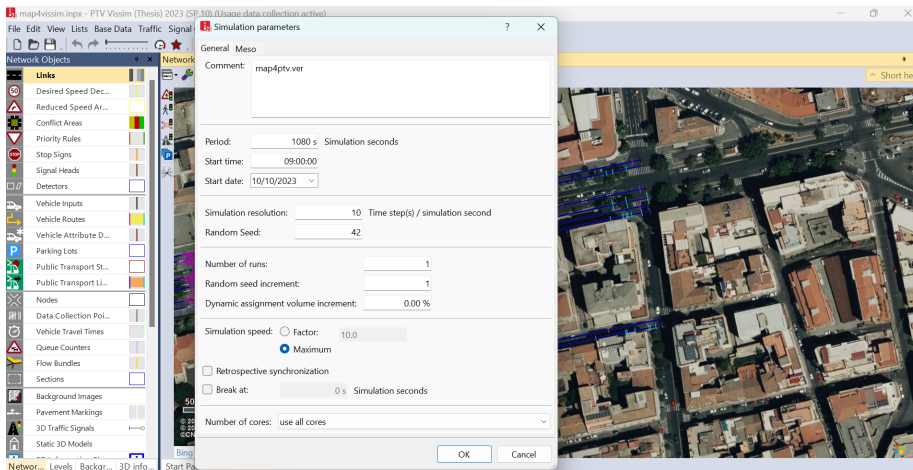 map4vissim.inpx - PTV Vissim (Thesis) 2023 (SP 10) (Usage data collection active)
File Edit View Lists Base Data Traffic Signal
Network Objects
Network
Links
Desired Speed Dec...
Reduced Speed Ar...
Conflict Areas
Priority Rules
Stop Signs
Signal Heads
Detectors
Vehicle Inputs
Vehicle Routes
Vehicle Attribute D...
Parking Lots
Public Transport St...
Public Transport Li...
Nodes
Data Collection Poi...
Vehicle Travel Times
Queue Counters
Flow Bundles
Sections
Background Images
Pavement Markings
3D Traffic Signals
Static 3D Models
Networ... Levels Backgr... 3D info...
Start Pa
Simulation parameters
General Meso
Comment: map4ptv.ver
Period: 1080 s Simulation seconds
Start time: 09:00:00
Start date: 10/10/2023
Simulation resolution: 10 Time step(s) / simulation second
Random Seed: 42
Number of runs: 1
Random seed increment: 1
Dynamic assignment volume increment: 0.00 %
Simulation speed: Factor: 10.0
Maximum
Retrospective synchronization
Break at: 0 s Simulation seconds
Number of cores: use all cores
OK Cancel
Short he
50
Bing